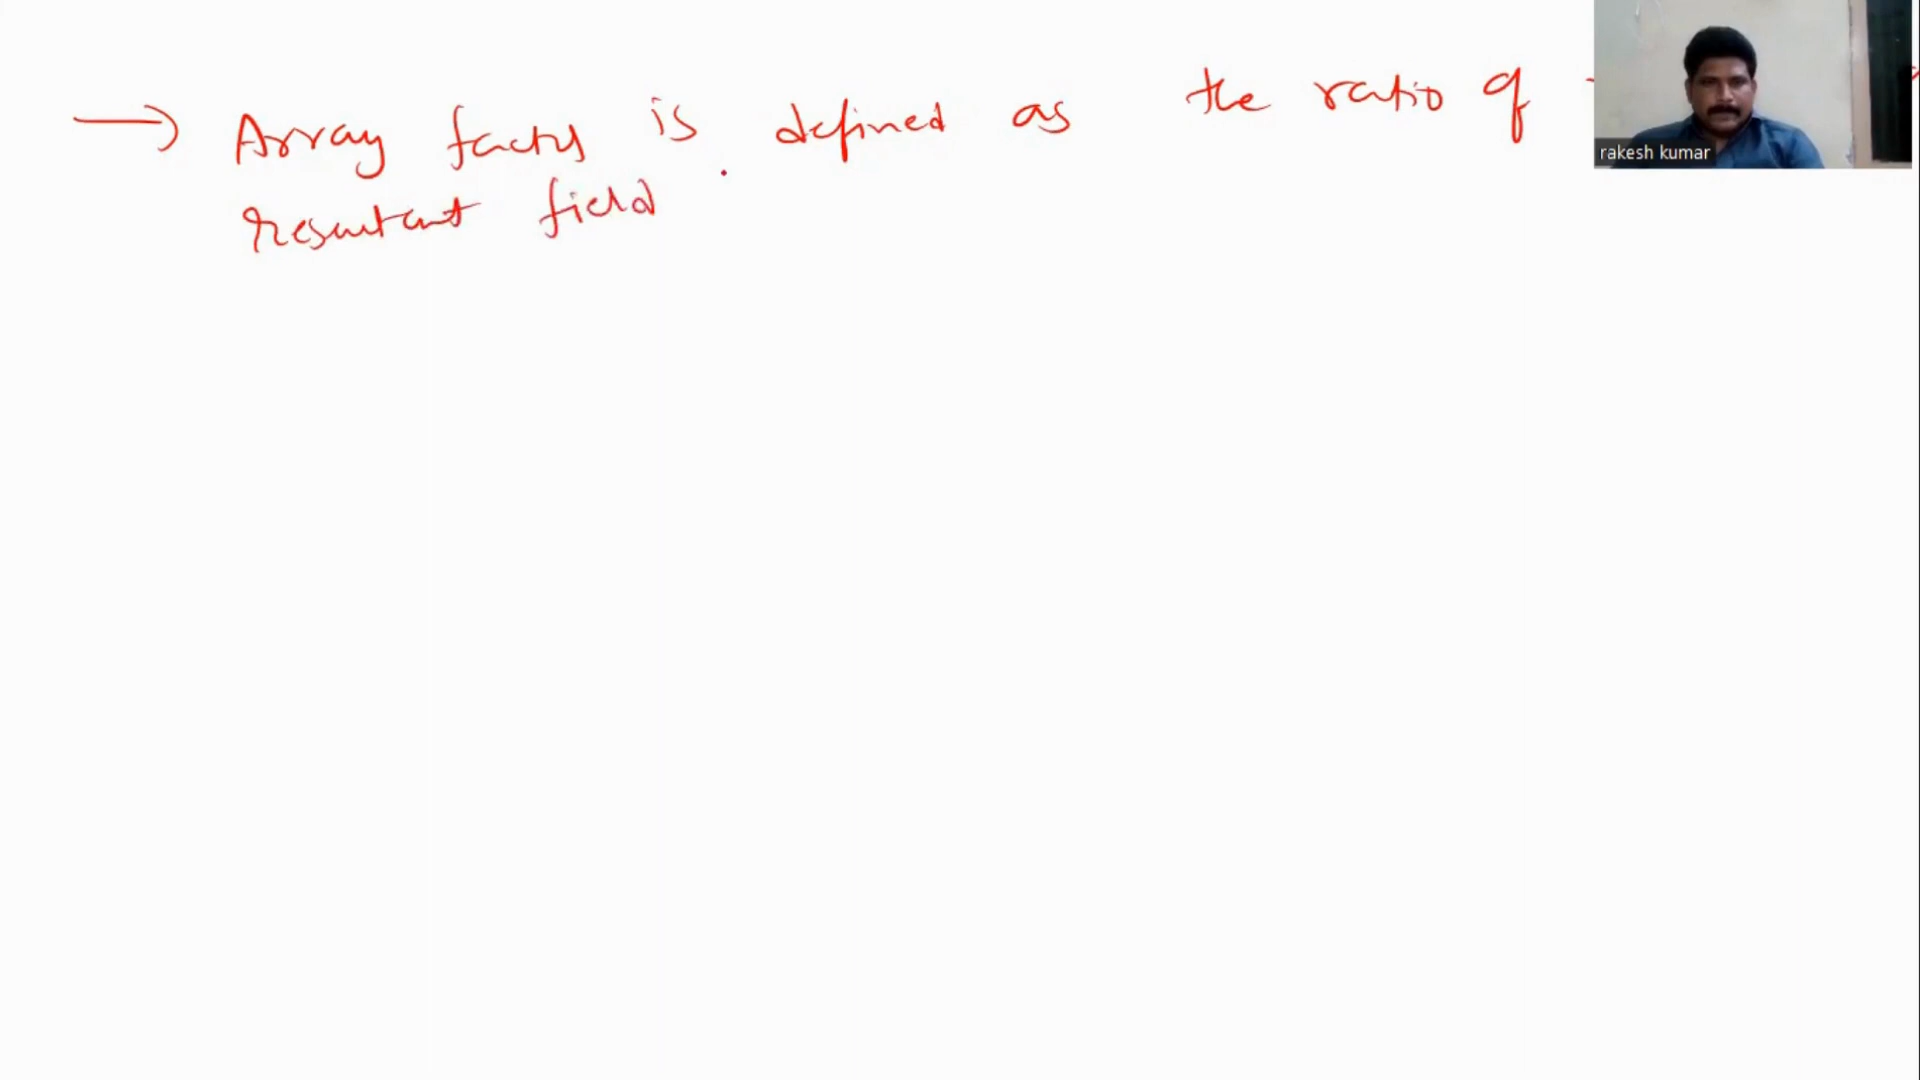 → Array factor is defined as the ratio of
resultant field
rakesh kumar